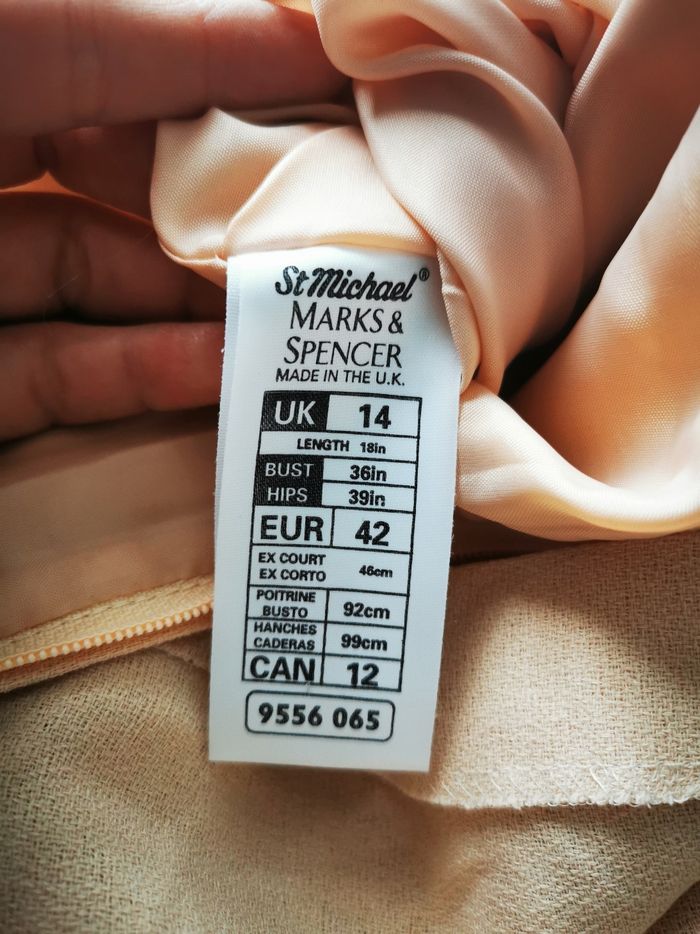 St Michael®
MARKS &
SPENCER
MADE IN THE U.K.
UK 14
LENGTH 18in
BUST 36in
HIPS 39in
EUR 42
EX COURT
EX CORTO 46cm
POITRINE
BUSTO 92cm
HANCHES
CADERAS 99cm
CAN 12
9556 065